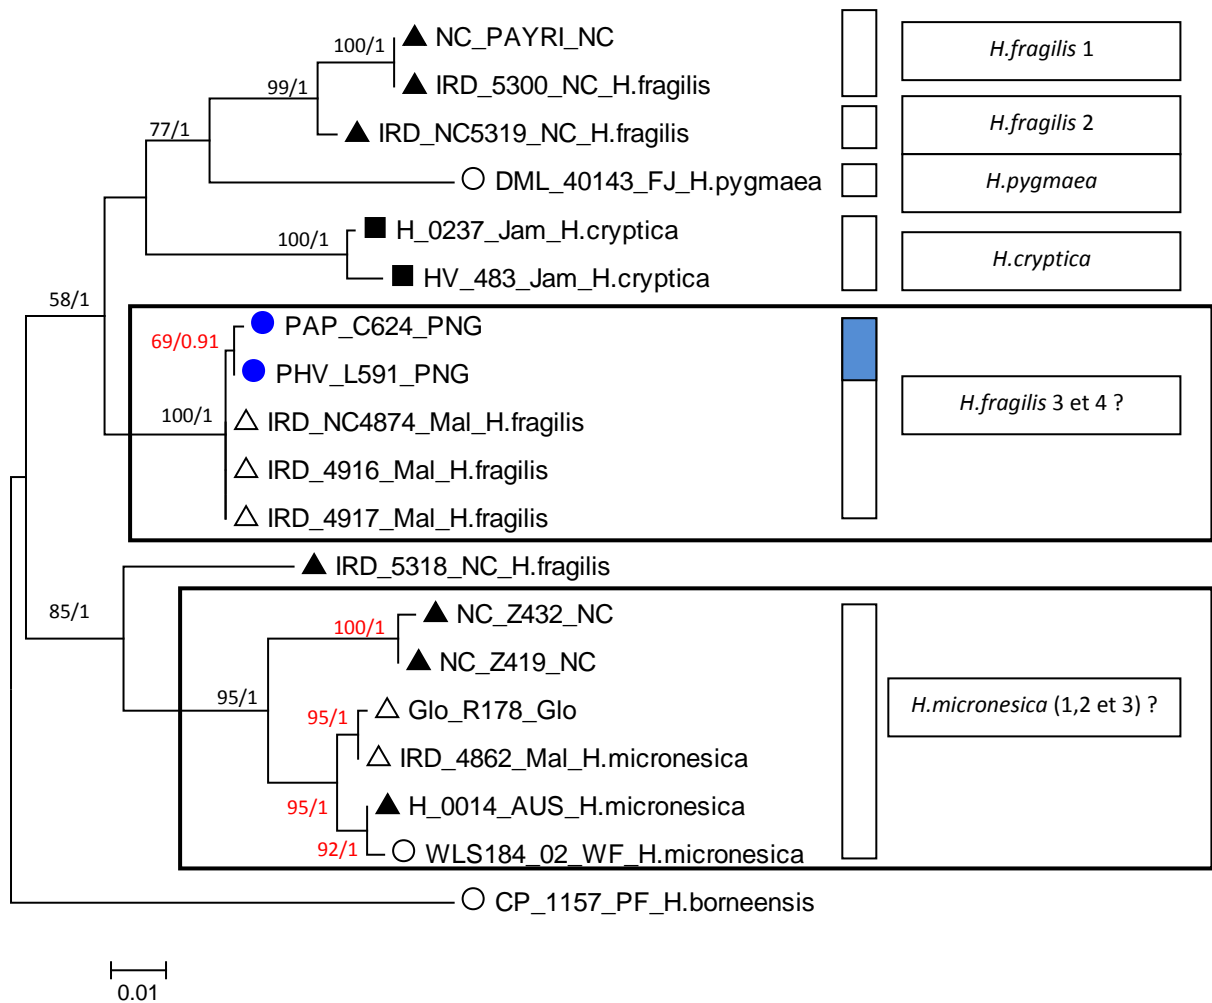 100/1
NC_PAYRI_NC
H.fragilis 1
99/1
IRD_5300_NC_H.fragilis
77/1
IRD_NC5319_NC_H.fragilis
H.fragilis 2
DML_40143_FJ_H.pygmaea
H.pygmaea
100/1
H_0237_Jam_H.cryptica
H.cryptica
HV_483_Jam_H.cryptica
58/1
69/0.91
PAP_C624_PNG
PHV_L591_PNG
100/1
IRD_NC4874_Mal_H.fragilis
H.fragilis 3 et 4 ?
IRD_4916_Mal_H.fragilis
IRD_4917_Mal_H.fragilis
IRD_5318_NC_H.fragilis
85/1
NC_Z432_NC
100/1
NC_Z419_NC
95/1
95/1
Glo_R178_Glo
H.micronesica (1,2 et 3) ?
IRD_4862_Mal_H.micronesica
95/1
H_0014_AUS_H.micronesica
92/1
WLS184_02_WF_H.micronesica
CP_1157_PF_H.borneensis
0.01